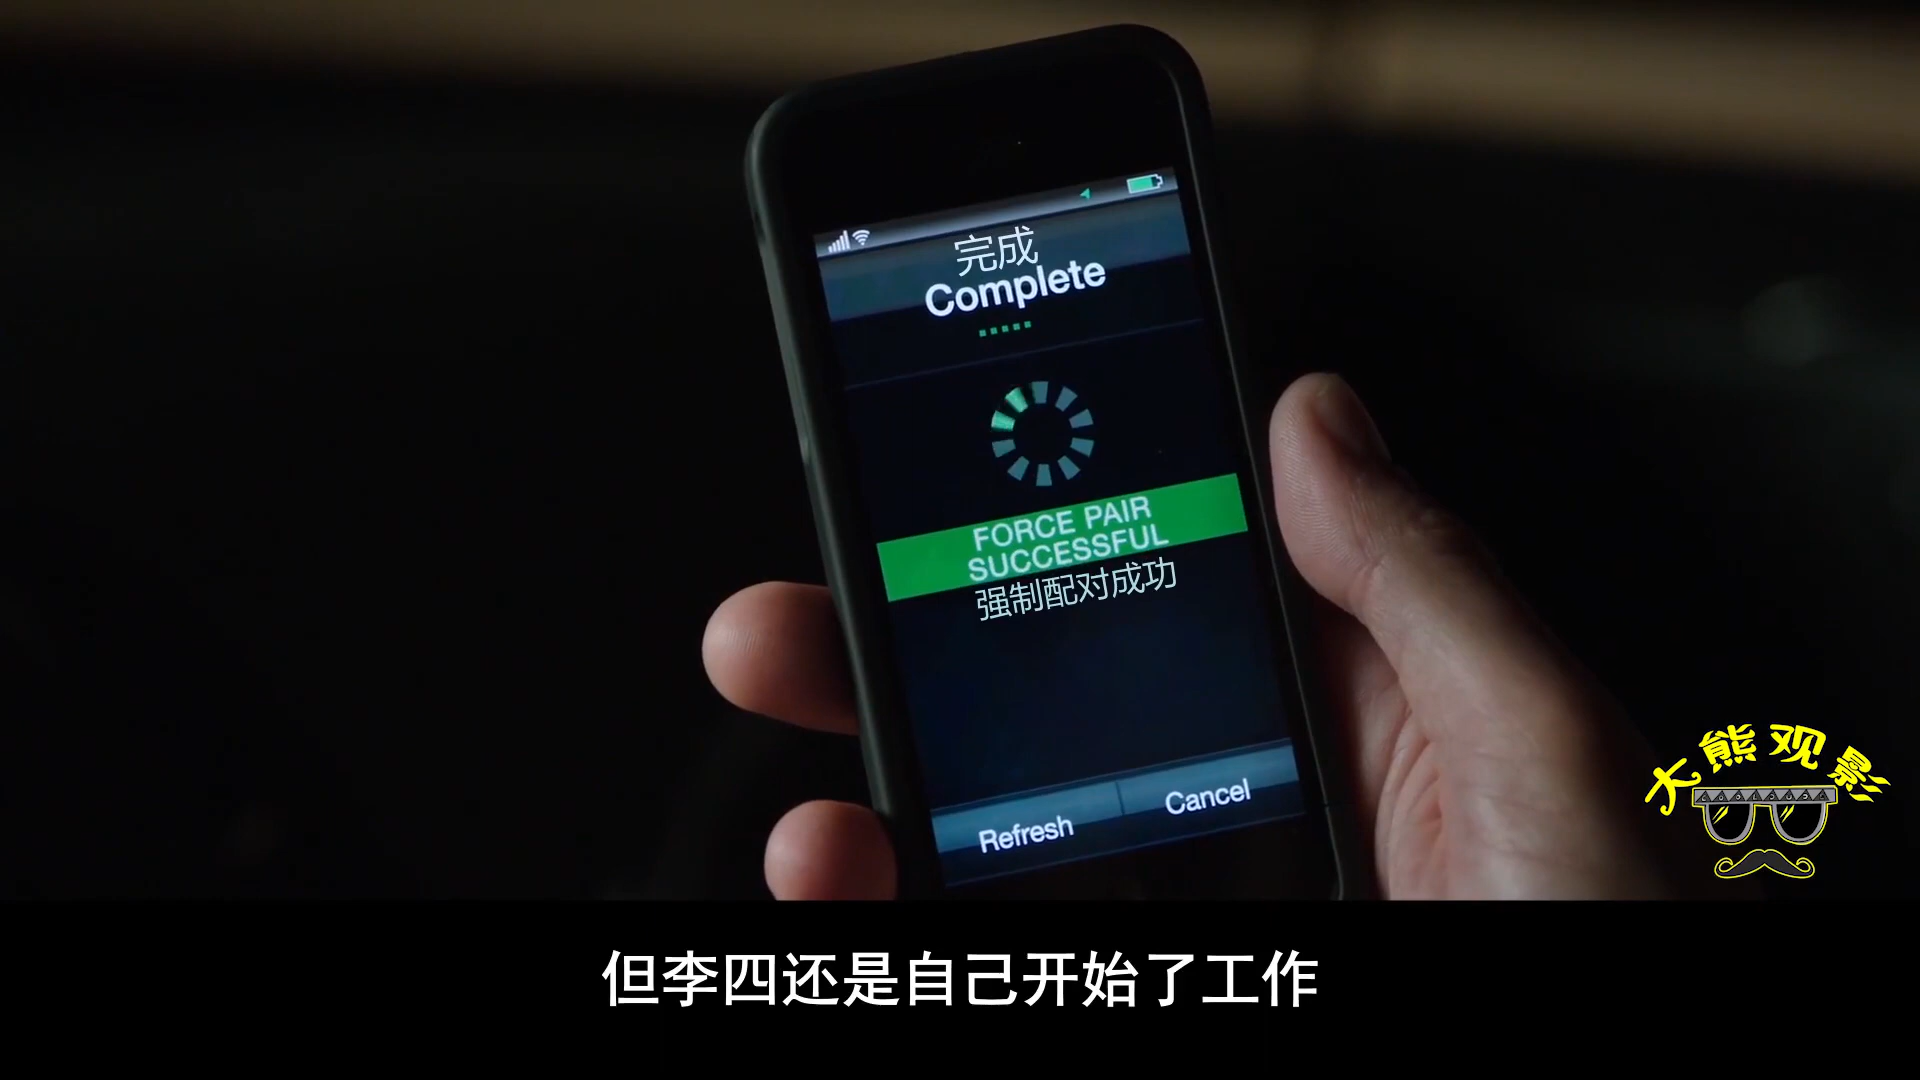 完成
Complete
FORCE PAIR
SUCCESSFUL
强制配对成功
Refresh
Cancel
大熊观影
但李四还是自己开始了工作